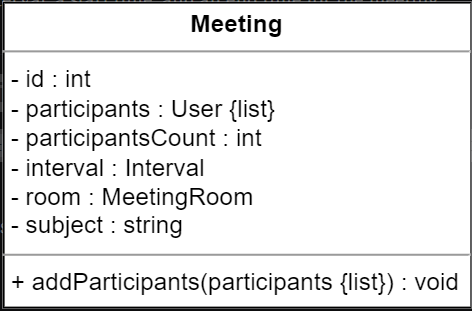 Meeting
- id : int
- participants : User {list}
- participantsCount : int
- interval : Interval
- room : MeetingRoom
- subject : string
+ addParticipants(participants {list}) : void